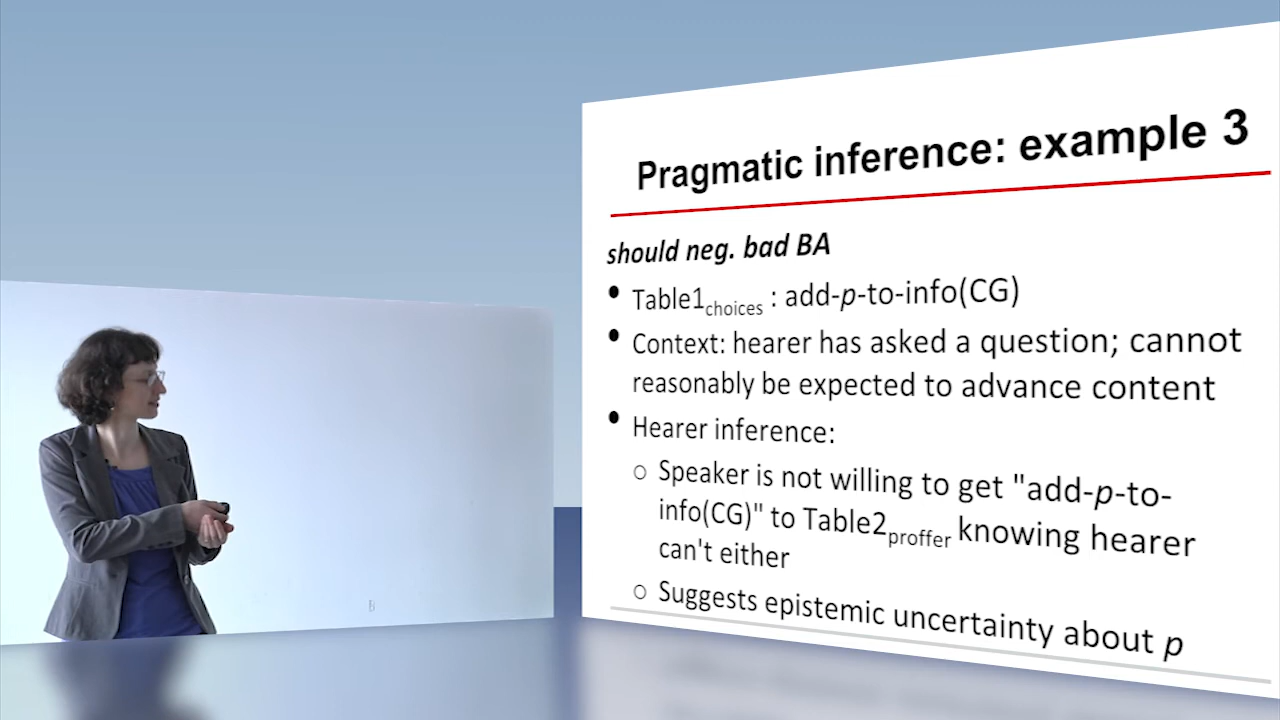 Pragmatic inference: example 3
should neg. bad BA
• Table1choices : add-p-to-info(CG)
• Context: hearer has asked a question; cannot
reasonably be expected to advance content
• Hearer inference:
○ Speaker is not willing to get "add-p-to-
info(CG)" to Table2proffer knowing hearer
can't either
○ Suggests epistemic uncertainty about p